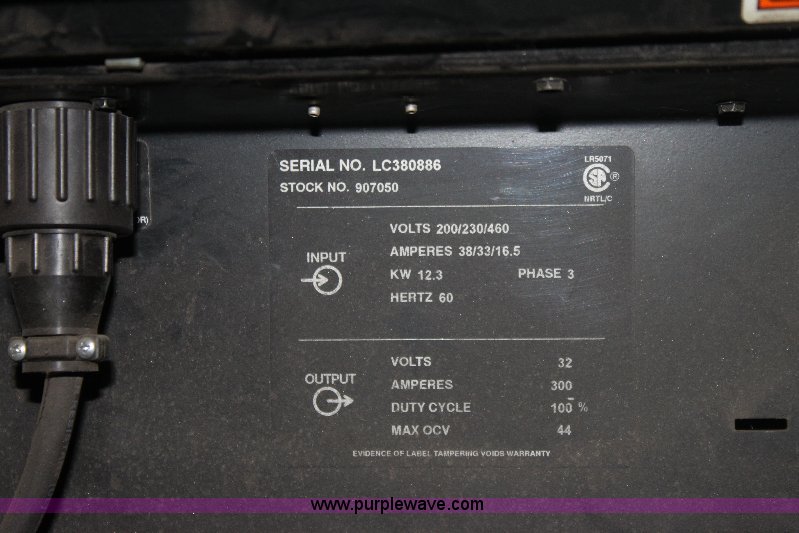 LR5071
SERIAL NO. LC380886
STOCK NO. 907050
SA ®
NRTL/C
OR)
VOLTS 200/230/460
INPUT
AMPERES 38/33/16.5
KW 12.3 PHASE 3
HERTZ 60
VOLTS 32
OUTPUT
AMPERES 300
DUTY CYCLE 100 %
MAX OCV 44
EVIDENCE OF LABEL TAMPERING VOIDS WARRANTY
www.purplewave.com